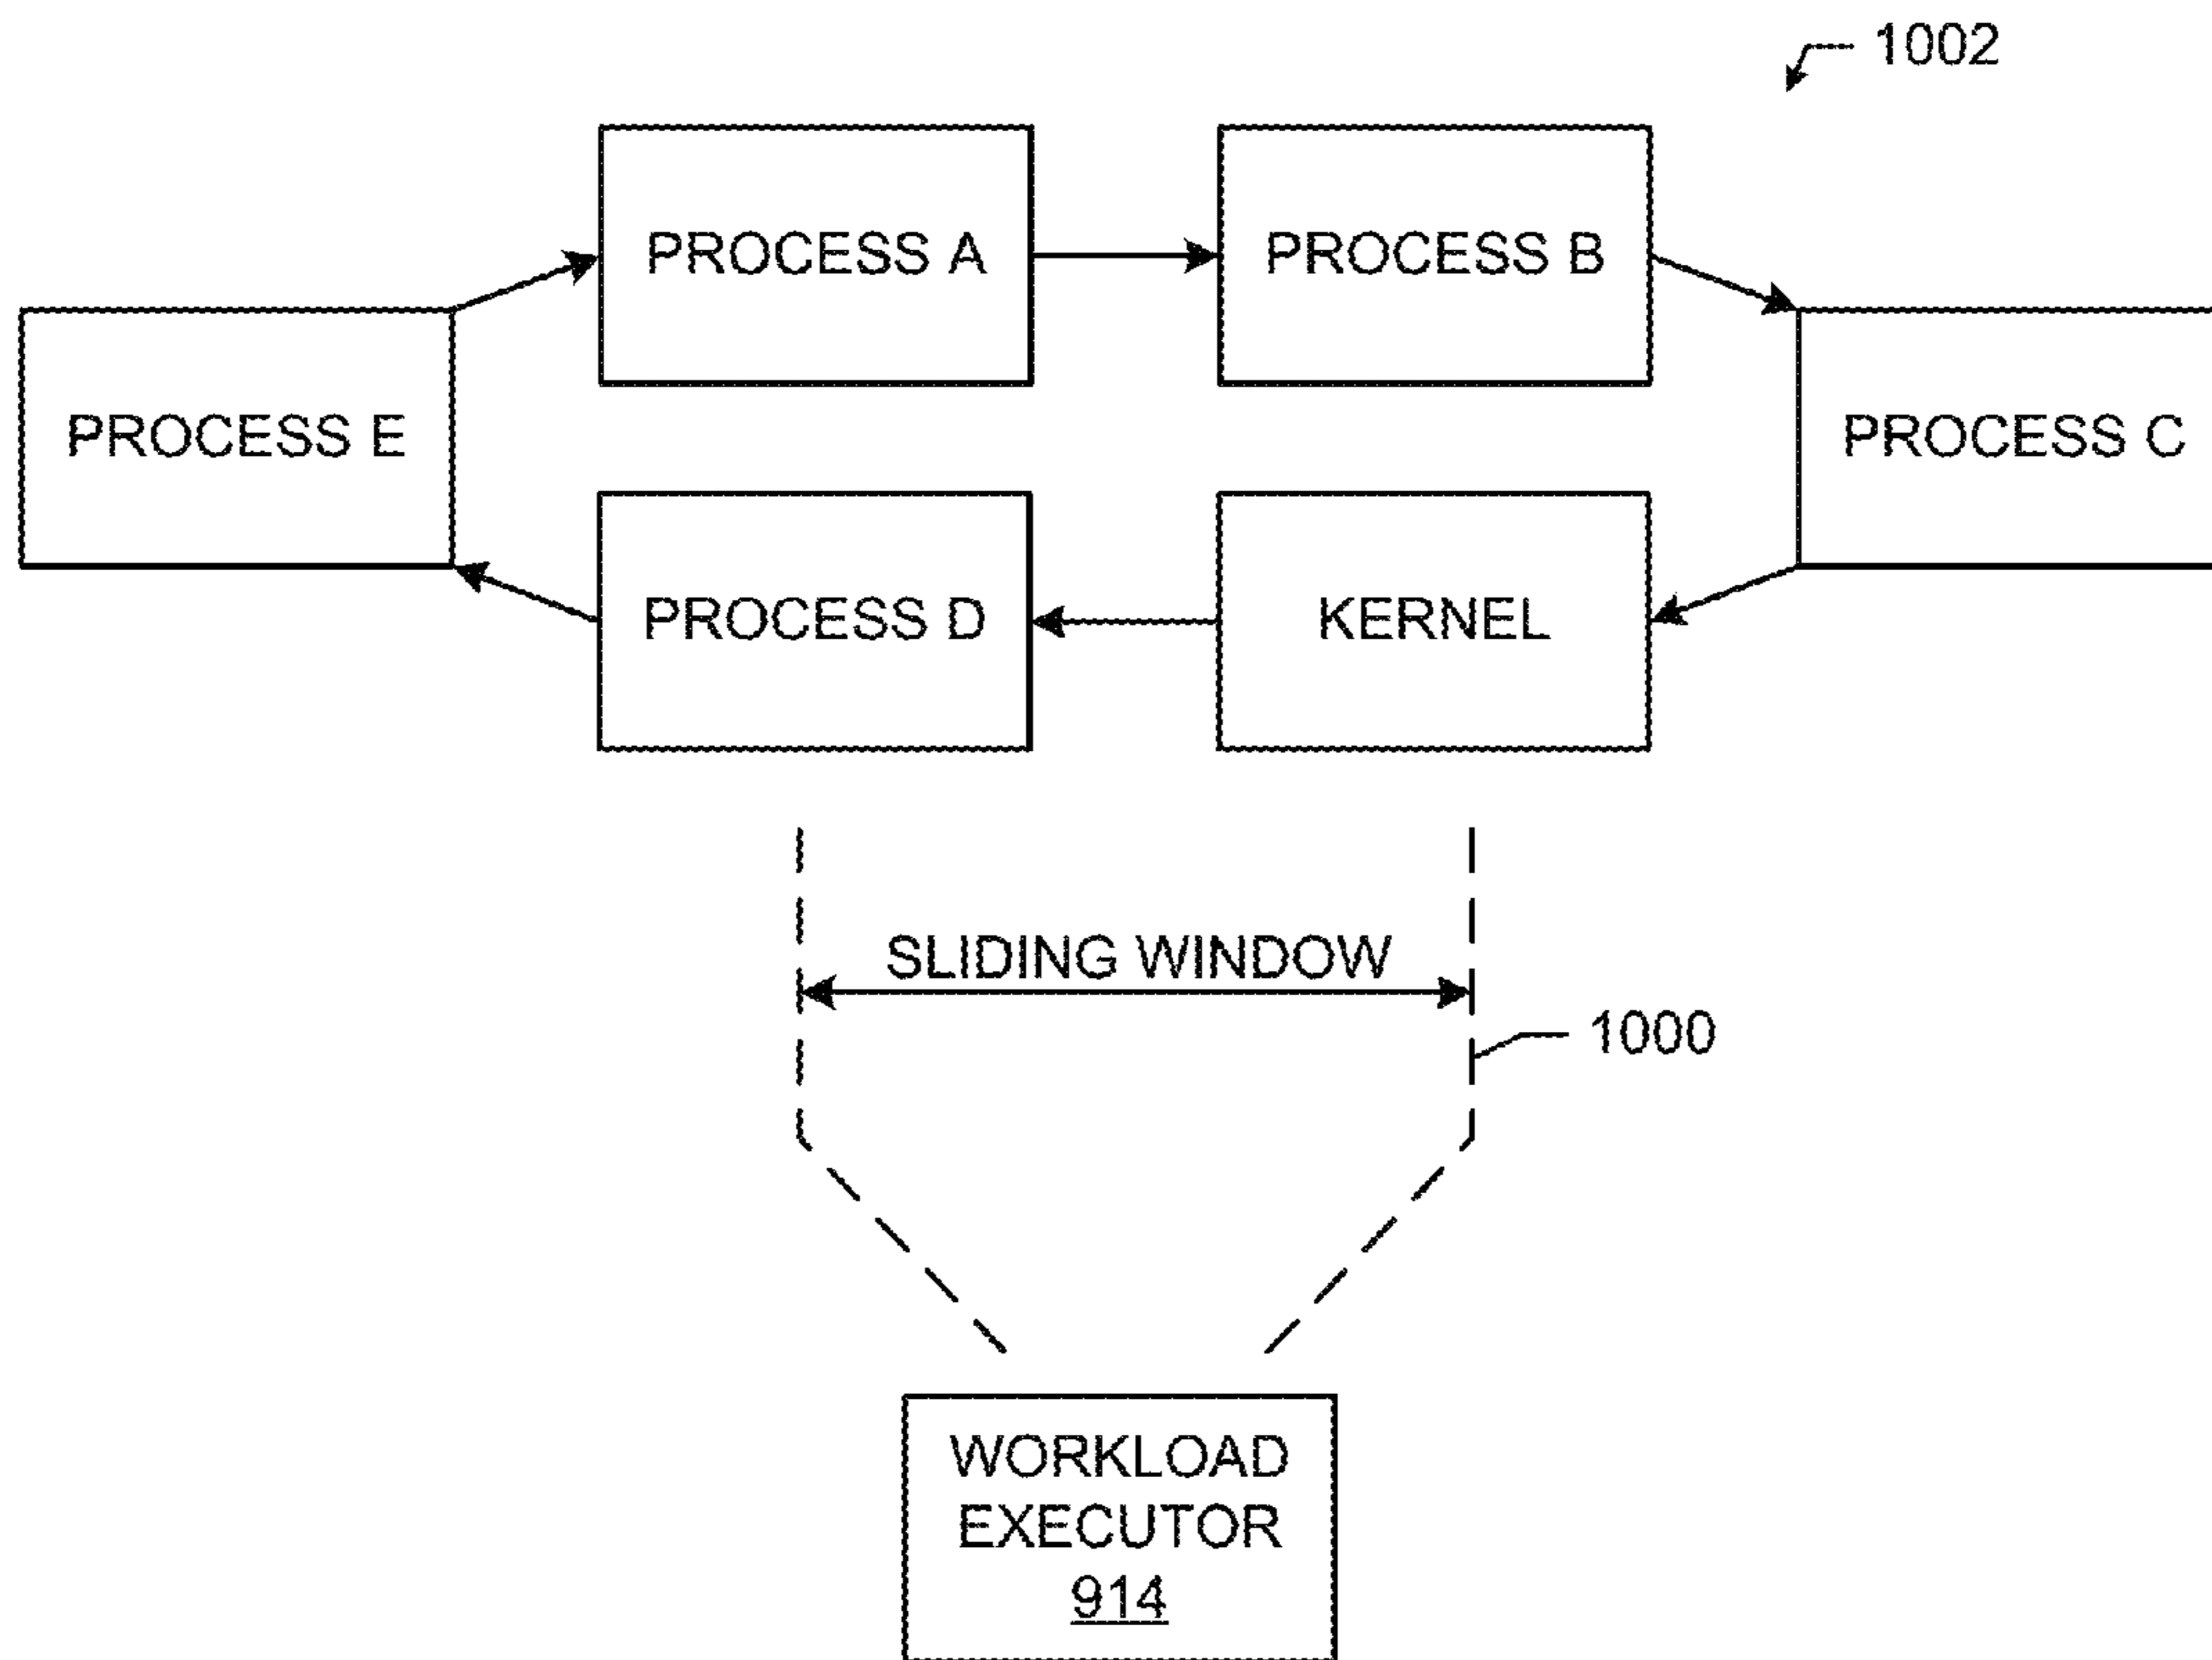 1002
PROCESS A
PROCESS B
PROCESS E
PROCESS C
PROCESS D
KERNEL
SLIDING WINDOW
1000
WORKLOAD
EXECUTOR
914